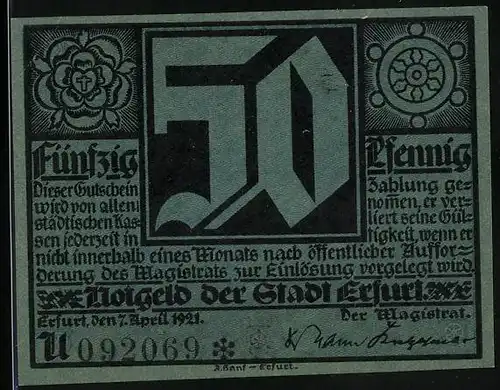 50
Fünfzig Pfennig
Dieser Gutschein
wird von allen
städtischen Kas-
sen jederzeit in
Zahlung ge-
nomen, er ver-
liert seine Gül-
tigkeit, wenn er
nicht innerhalb eines Monats nach öffentlicher Auffor-
derung des Magistrats zur Einlösung vorgelegt wird.
Notgeld der Stadt Erfurt.
Erfurt, den 7. April 1921. Der Magistrat.
U 092069 *
Erfurt.